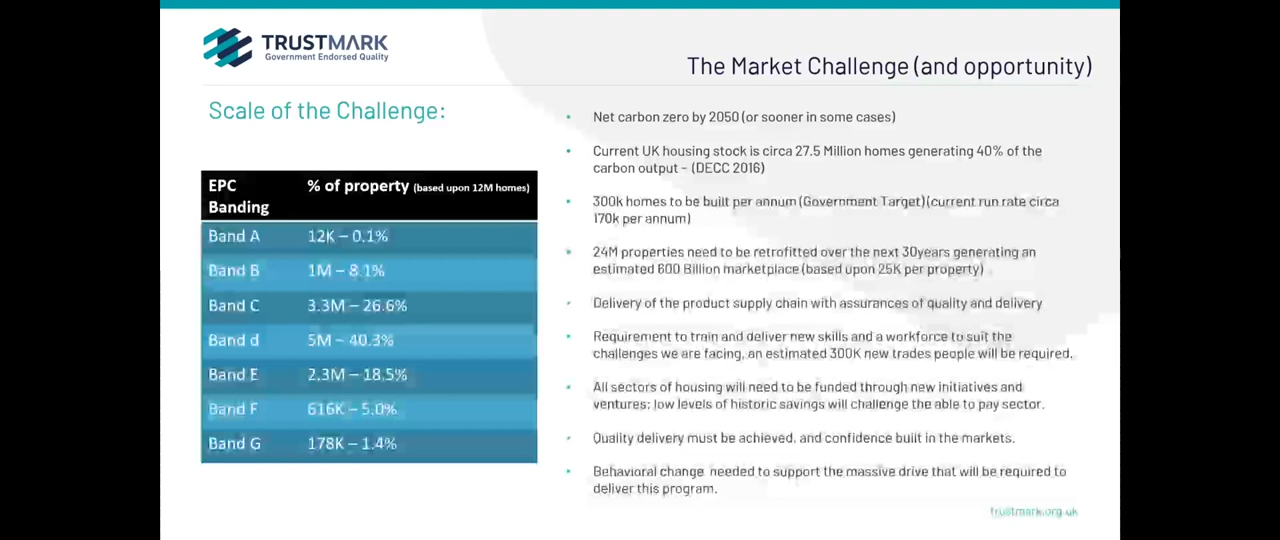 TRUSTMARK
Government Endorsed Quality
The Market Challenge (and opportunity)
Scale of the Challenge:
EPC Banding
% of property (based upon 12M homes)
Band A 12K – 0.1%
Band B 1M – 8.1%
Band C 3.3M – 26.6%
Band d 5M – 40.3%
Band E 2.3M – 18.5%
Band F 616K – 5.0%
Band G 178K – 1.4%
• Net carbon zero by 2050 (or sooner in some cases)
• Current UK housing stock is circa 27.5 Million homes generating 40% of the
carbon output – (DECC 2016)
• 300k homes to be built per annum (Government Target) (current run rate circa
170k per annum)
• 24M properties need to be retrofitted over the next 30years generating an
estimated 600 Billion marketplace (based upon 25K per property)
• Delivery of the product supply chain with assurances of quality and delivery
• Requirement to train and deliver new skills and a workforce to suit the
challenges we are facing, an estimated 300K new trades people will be required.
• All sectors of housing will need to be funded through new initiatives and
ventures; low levels of historic savings will challenge the able to pay sector.
• Quality delivery must be achieved, and confidence built in the markets.
• Behavioral change needed to support the massive drive that will be required to
deliver this program.
trustmark.org.uk